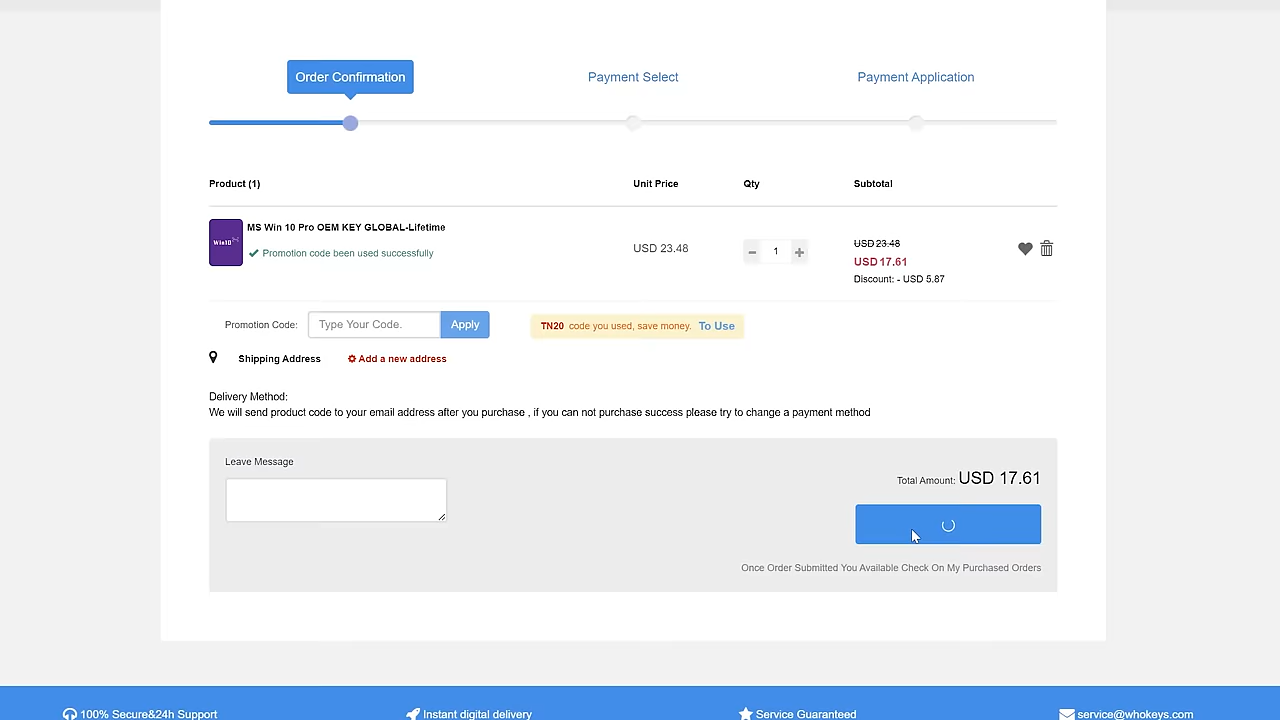 Order Confirmation
Payment Select
Payment Application
Product (1)
Unit Price
Qty
Subtotal
Win10
MS Win 10 Pro OEM KEY GLOBAL-Lifetime
Promotion code been used successfully
USD 23.48
1
USD 23.48
USD 17.61
Discount: - USD 5.87
Promotion Code:
Type Your Code.
Apply
TN20 code you used, save money. To Use
Shipping Address
Add a new address
Delivery Method:
We will send product code to your email address after you purchase , if you can not purchase success please try to change a payment method
Leave Message
Total Amount: USD 17.61
Once Order Submitted You Available Check On My Purchased Orders
100% Secure&24h Support
Instant digital delivery
Service Guaranteed
service@whokeys.com